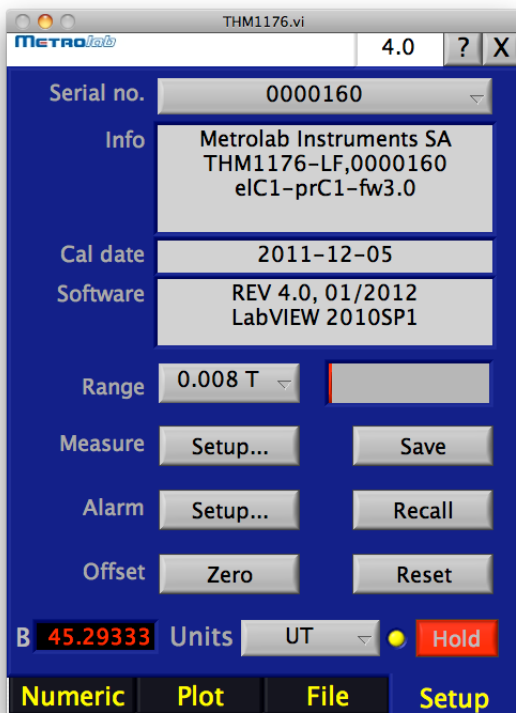 THM1176.vi
METROlab
4.0 ? X
Serial no. 0000160
Info
Metrolab Instruments SA
THM1176-LF,0000160
elC1-prC1-fw3.0
Cal date 2011-12-05
Software
REV 4.0, 01/2012
LabVIEW 2010SP1
Range 0.008 T
Measure Setup... Save
Alarm Setup... Recall
Offset Zero Reset
B 45.29333 Units UT Hold
Numeric Plot File Setup